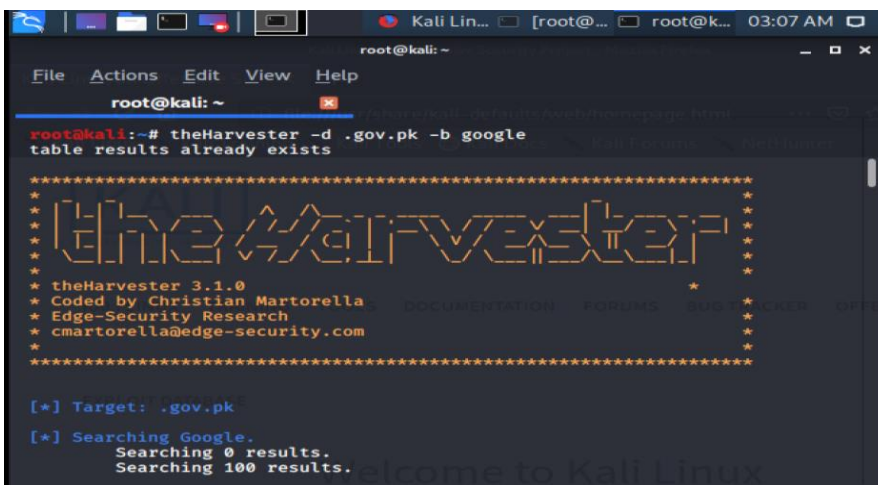 Kali Lin... [root@... root@k... 03:07 AM
root@kali: ~
File Actions Edit View Help
root@kali: ~
root@kali:~# theHarvester -d .gov.pk -b google
table results already exists
*******************************************************************
theHarvester
* theHarvester 3.1.0 *
* Coded by Christian Martorella *
* Edge-Security Research *
* cmartorella@edge-security.com *
*******************************************************************
[*] Target: .gov.pk
[*] Searching Google.
Searching 0 results.
Searching 100 results.
Welcome to Kali Linux